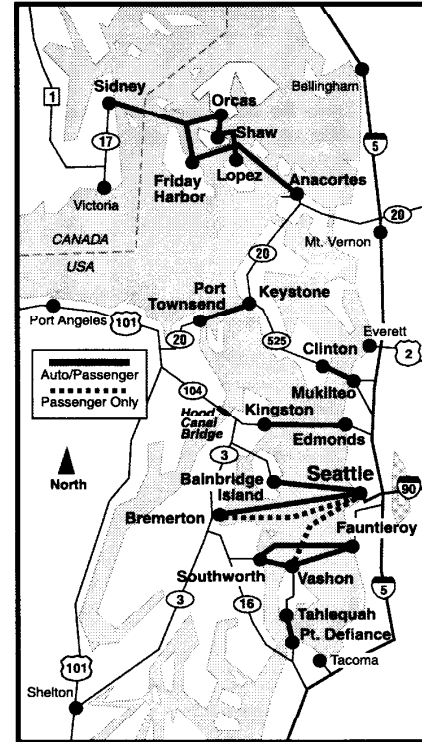 Bellingham
1
Sidney
Orcas
5
17
Shaw
Friday
Harbor
Lopez
Anacortes
Victoria
20
Mt. Vernon
CANADA
USA
20
Port
Townsend
Keystone
Port Angeles
101
20
525
Everett
2
Clinton
Mukilteo
Auto/Passenger
Passenger Only
104
Hood
Canal
Bridge
Kingston
Edmonds
North
3
Bainbridge
Island
Seattle
90
Bremerton
Fauntleroy
Southworth
Vashon
5
3
16
Tahlequah
Pt. Defiance
101
Tacoma
Shelton